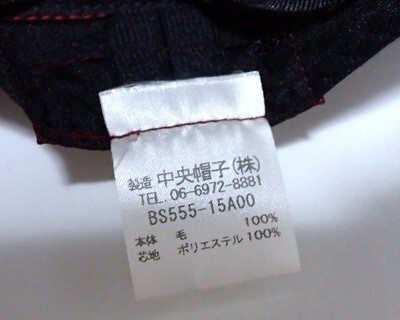 製造 中央帽子(株)
TEL. 06-6972-8881
BS555-15A00
本体 毛 100%
芯地 ポリエステル 100%